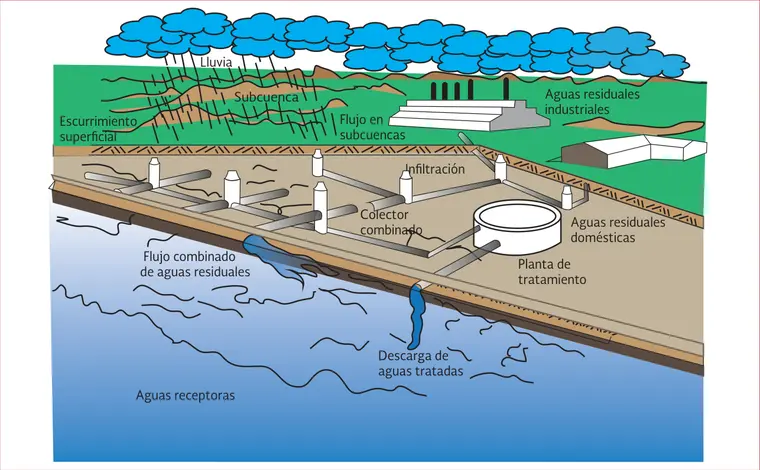 Lluvia
Subcuenca
Aguas residuales
industriales
Escurrimiento
superficial
Flujo en
subcuencas
Infiltración
Colector
combinado
Aguas residuales
domésticas
Flujo combinado
de aguas residuales
Planta de
tratamiento
Descarga de
aguas tratadas
Aguas receptoras